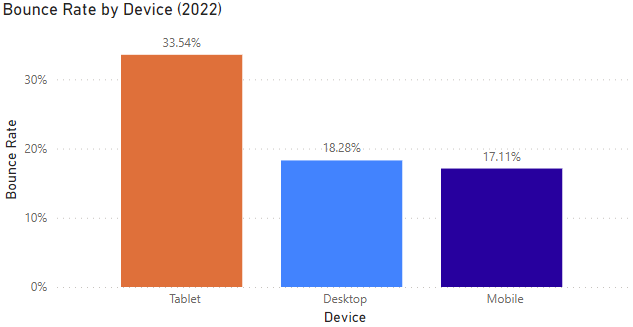 Bounce Rate by Device (2022)
33.54%
30%
18.28%
20%
17.11%
10%
0%
Bounce Rate
Tablet Desktop Mobile
Device